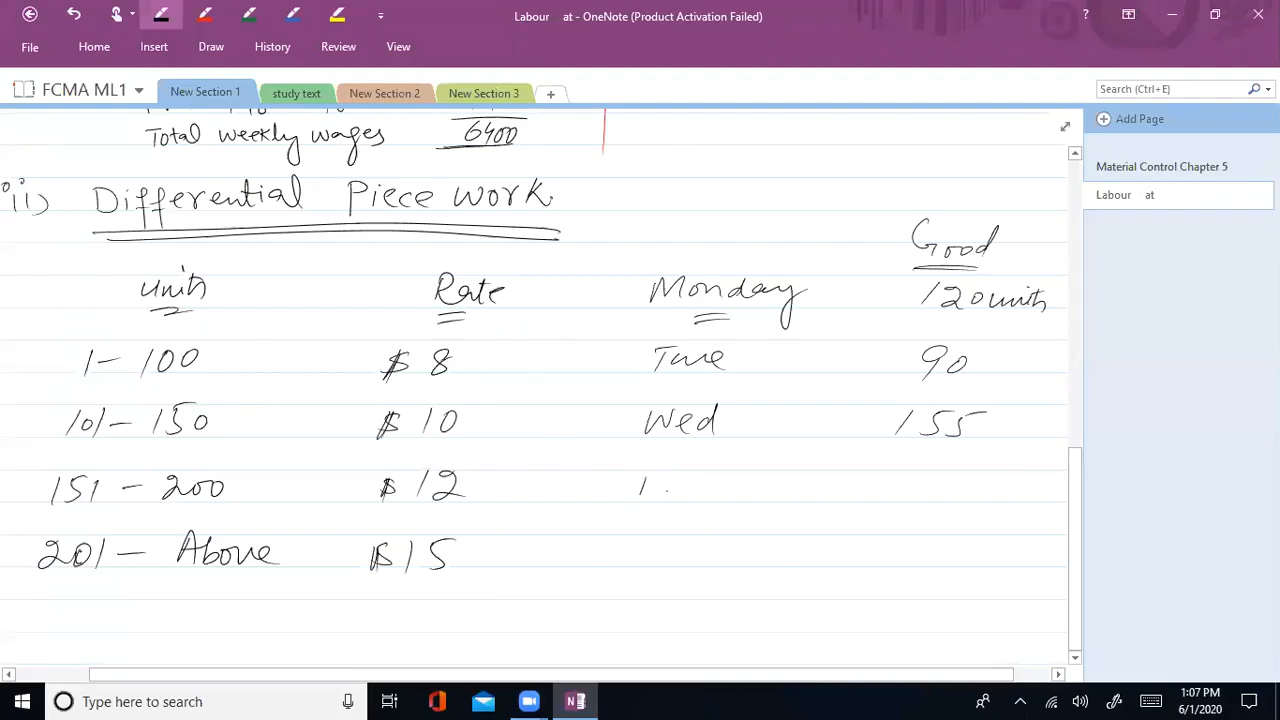 Labour at - OneNote (Product Activation Failed)
File Home Insert Draw History Review View
FCMA ML1 New Section 1 study text New Section 2 New Section 3
Search (Ctrl+E)
Add Page
Material Control Chapter 5
Labour at
Total weekly wages 6400
ii) Differential Piece Work
Good
Units Rate Monday 120 units
1 - 100 $ 8 Tue 90
101 - 150 $ 10 Wed 155
151 - 200 $ 12
201 - Above $ 15
Type here to search
1:07 PM
6/1/2020